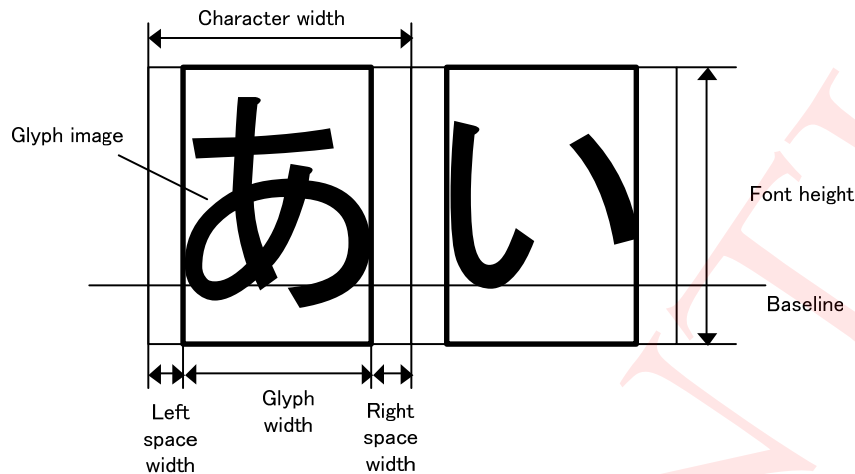 Character width
Glyph image
あ い
Font height
Baseline
Left
space
width
Glyph
width
Right
space
width